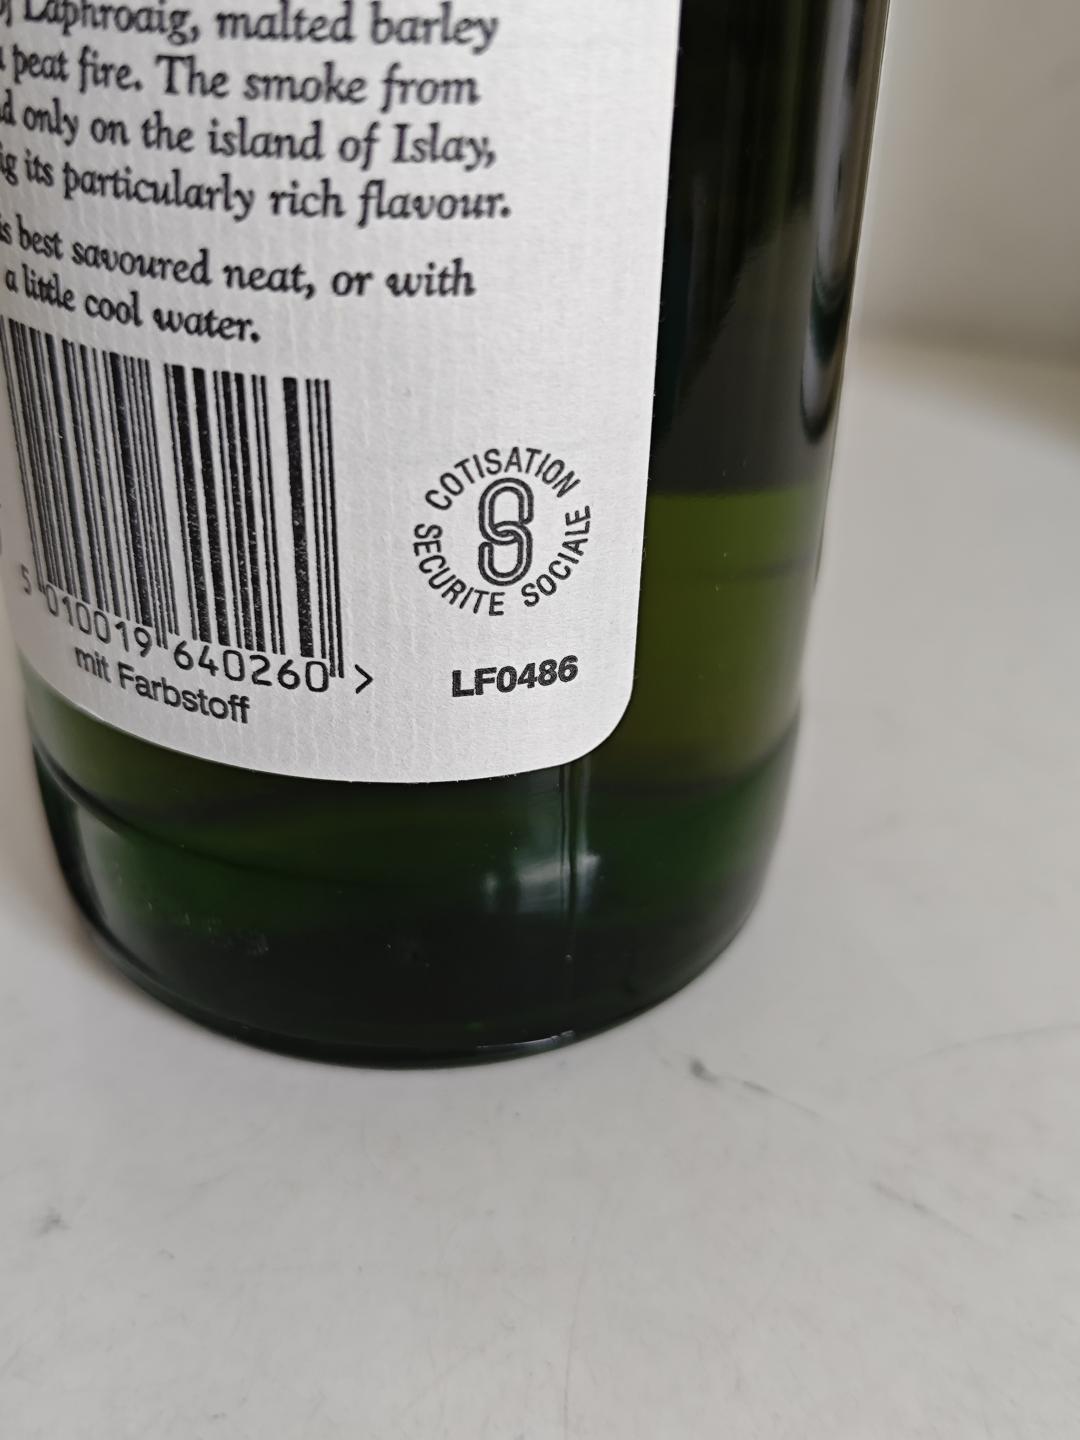 Laphroaig, malted barley
peat fire. The smoke from
only on the island of Islay,
its particularly rich flavour.
best savoured neat, or with
a little cool water.
COTISATION
SECURITE SOCIALE
5 010019 640260 >
mit Farbstoff
LF0486